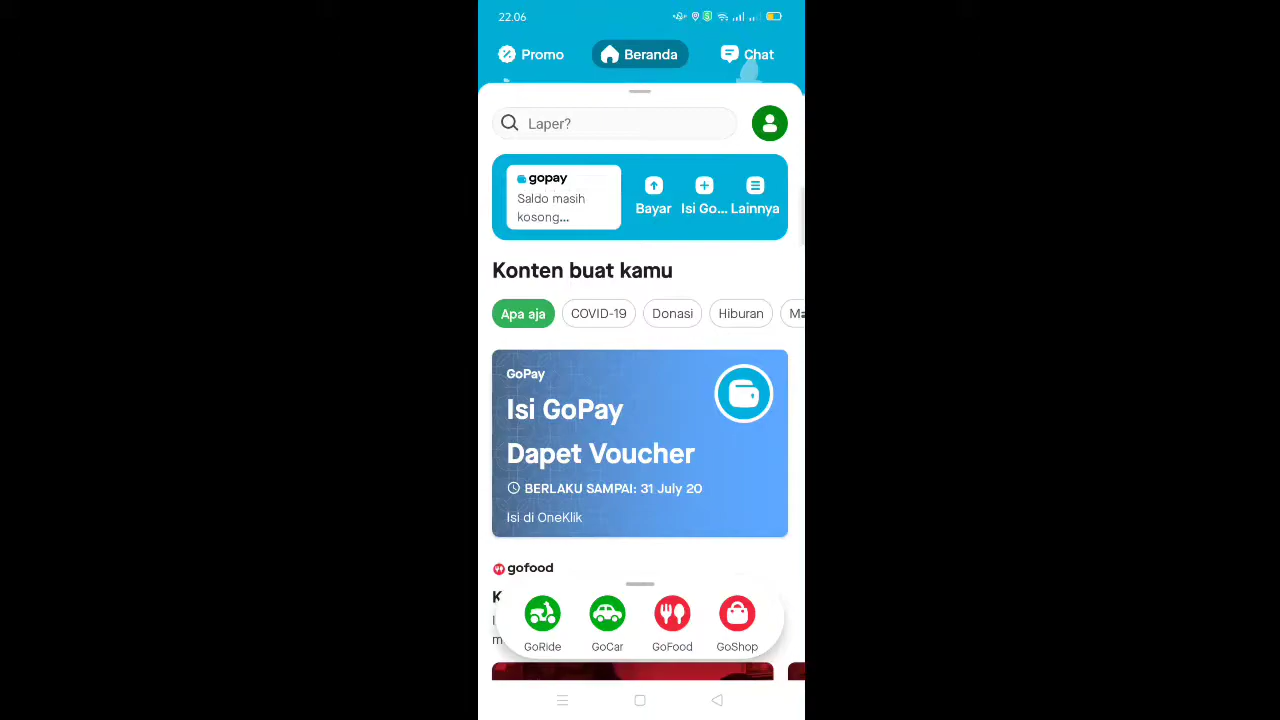 22.06
Promo
Beranda
Chat
Laper?
gopay
Saldo masih
kosong...
Bayar
Isi Go...
Lainnya
Konten buat kamu
Apa aja
COVID-19
Donasi
Hiburan
GoPay
Isi GoPay
Dapet Voucher
BERLAKU SAMPAI: 31 July 20
Isi di OneKlik
gofood
GoRide
GoCar
GoFood
GoShop